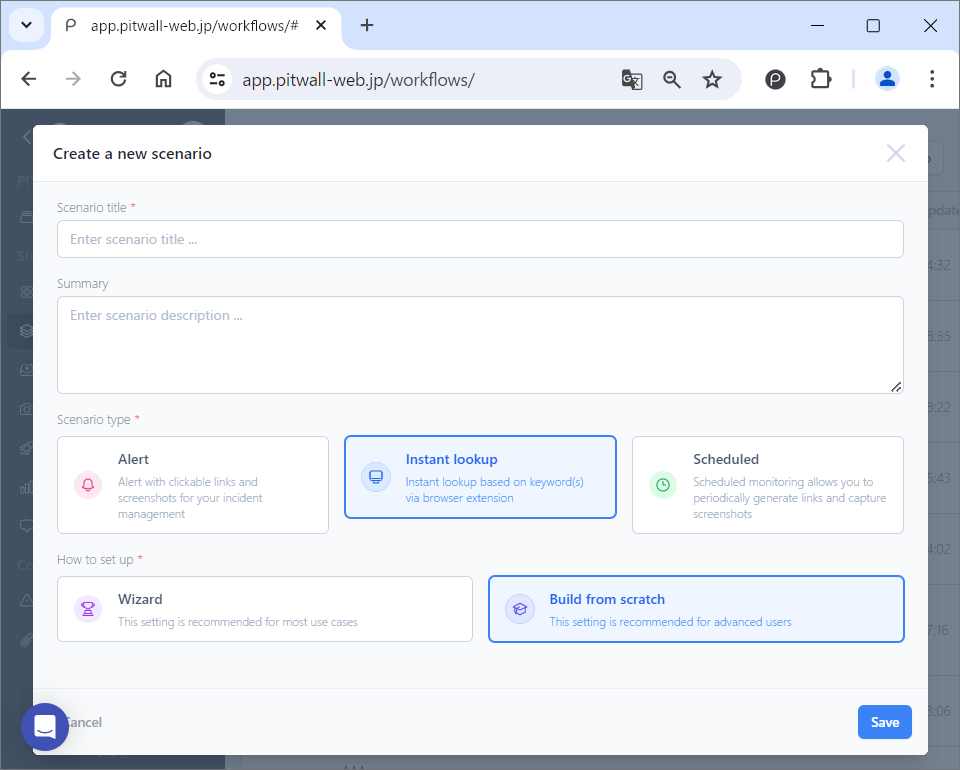 app.pitwall-web.jp/workflows/#
app.pitwall-web.jp/workflows/
Create a new scenario
Scenario title *
Enter scenario title ...
Summary
Enter scenario description ...
Scenario type *
Alert
Alert with clickable links and
screenshots for your incident
management
Instant lookup
Instant lookup based on keyword(s)
via browser extension
Scheduled
Scheduled monitoring allows you to
periodically generate links and capture
screenshots
How to set up *
Wizard
This setting is recommended for most use cases
Build from scratch
This setting is recommended for advanced users
Cancel
Save